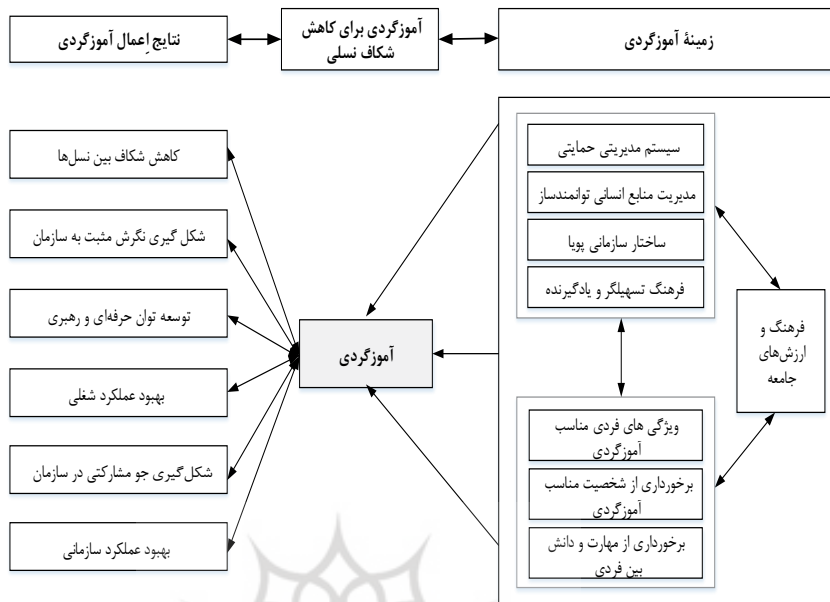 زمینهٔ آموزگردی
آموزگردی برای کاهش
شکاف نسلی
نتایج اِعمال آموزگردی
سیستم مدیریتی حمایتی
مدیریت منابع انسانی توانمندساز
ساختار سازمانی پویا
فرهنگ تسهیلگر و یادگیرنده
فرهنگ و
ارزش‌های
جامعه
ویژگی های فردی مناسب
آموزگردی
برخورداری از شخصیت مناسب
آموزگردی
برخورداری از مهارت و دانش
بین فردی
آموزگردی
کاهش شکاف بین نسل‌ها
شکل گیری نگرش مثبت به سازمان
توسعه توان حرفه‌ای و رهبری
بهبود عملکرد شغلی
شکل‌گیری جو مشارکتی در سازمان
بهبود عملکرد سازمانی